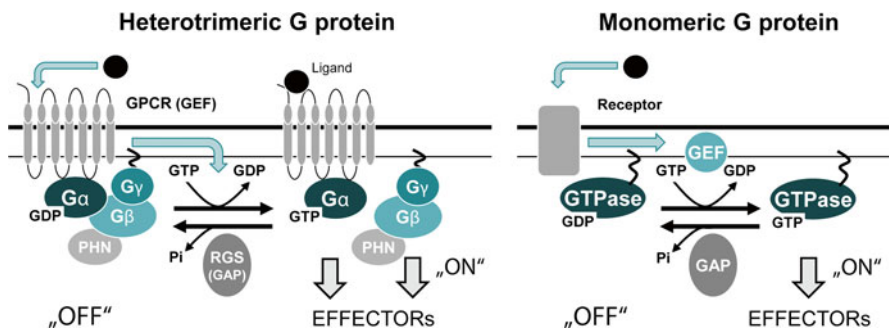 Heterotrimeric G protein
Ligand
GPCR (GEF)
GTP
GDP
Gα
GDP
Gγ
Gβ
PHN
Pi
RGS
(GAP)
Gα
GTP
Gγ
Gβ
PHN
„ON“
„OFF“
EFFECTORs
Monomeric G protein
Receptor
GEF
GTP
GDP
GTPase
GDP
Pi
GAP
GTPase
GTP
„ON“
„OFF“
EFFECTORs